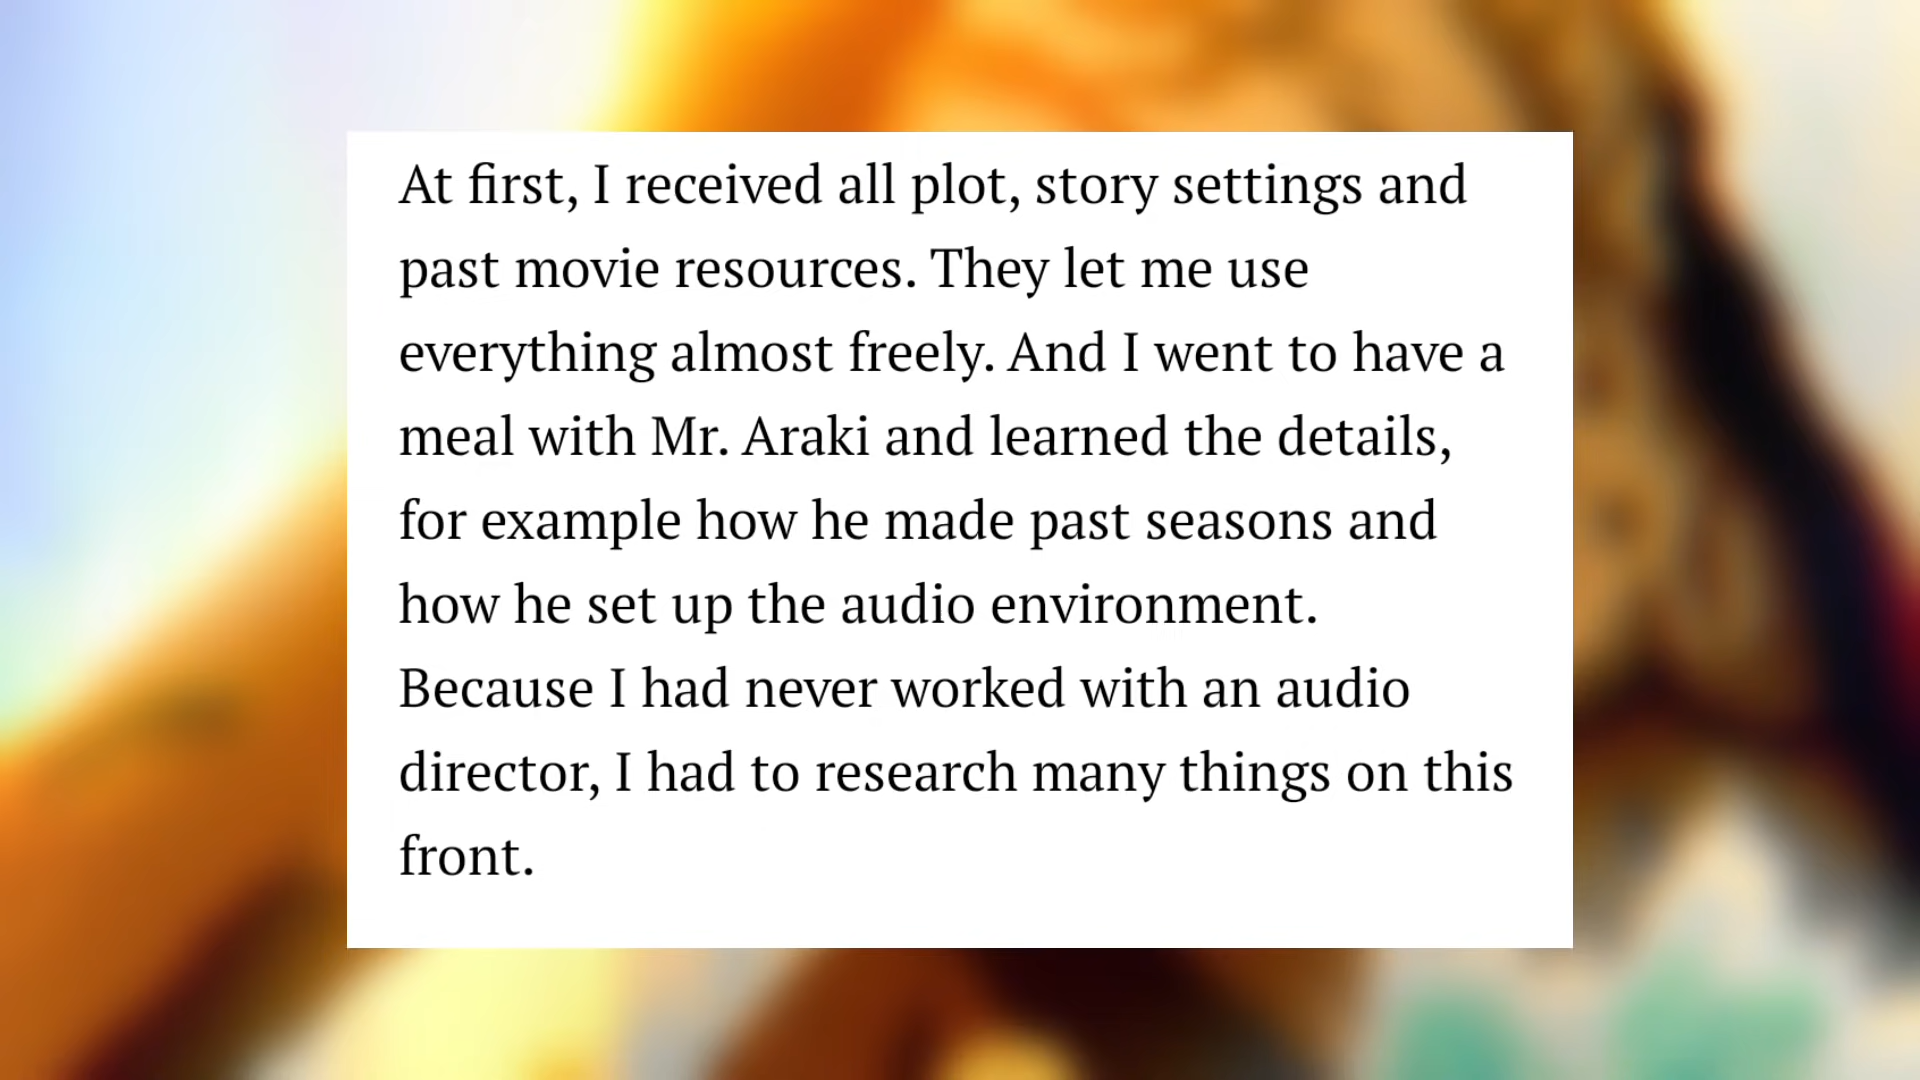 At first, I received all plot, story settings and
past movie resources. They let me use
everything almost freely. And I went to have a
meal with Mr. Araki and learned the details,
for example how he made past seasons and
how he set up the audio environment.
Because I had never worked with an audio
director, I had to research many things on this
front.